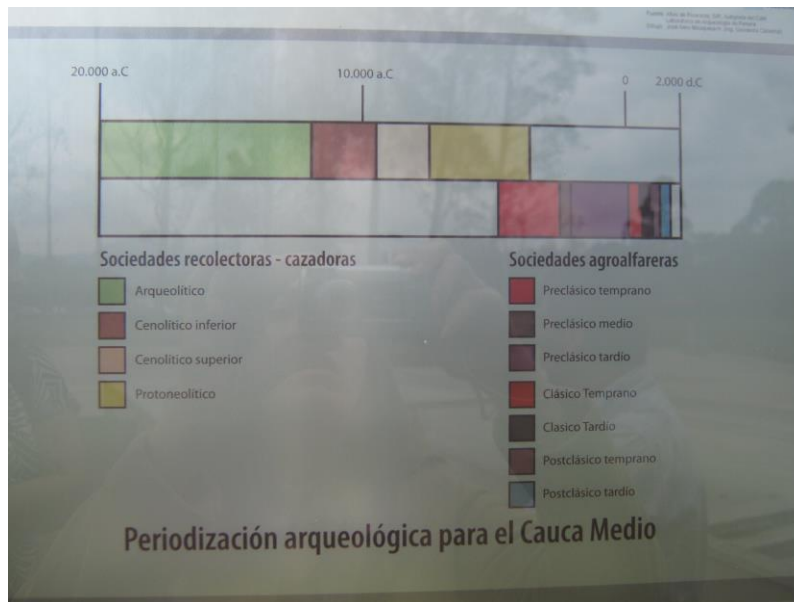 20.000 a.C
10.000 a.C
0
2.000 d.C
Sociedades recolectoras - cazadoras
Arqueolítico
Cenolítico inferior
Cenolítico superior
Protoneolítico
Sociedades agroalfareras
Preclásico temprano
Preclásico medio
Preclásico tardío
Clásico Temprano
Clasico Tardío
Postclásico temprano
Postclásico tardío
Periodización arqueológica para el Cauca Medio